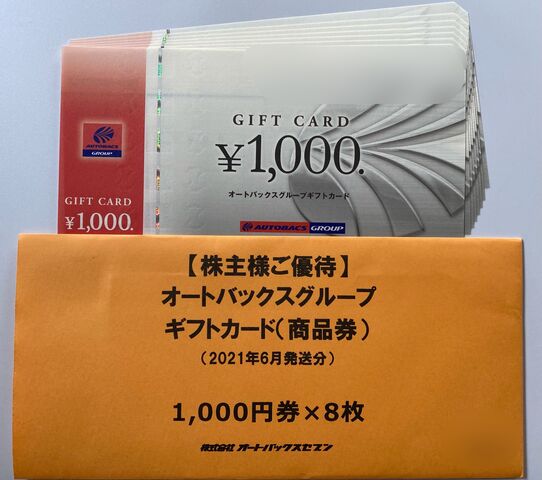 GIFT CARD
¥1,000.
オートバックスグループギフトカード
AUTOBACS GROUP
AUTOBACS
GROUP
GIFT CARD
¥1,000.
【株主様ご優待】
オートバックスグループ
ギフトカード(商品券)
(2021年6月発送分)
1,000円券×8枚
株式会社 オートバックスセブン